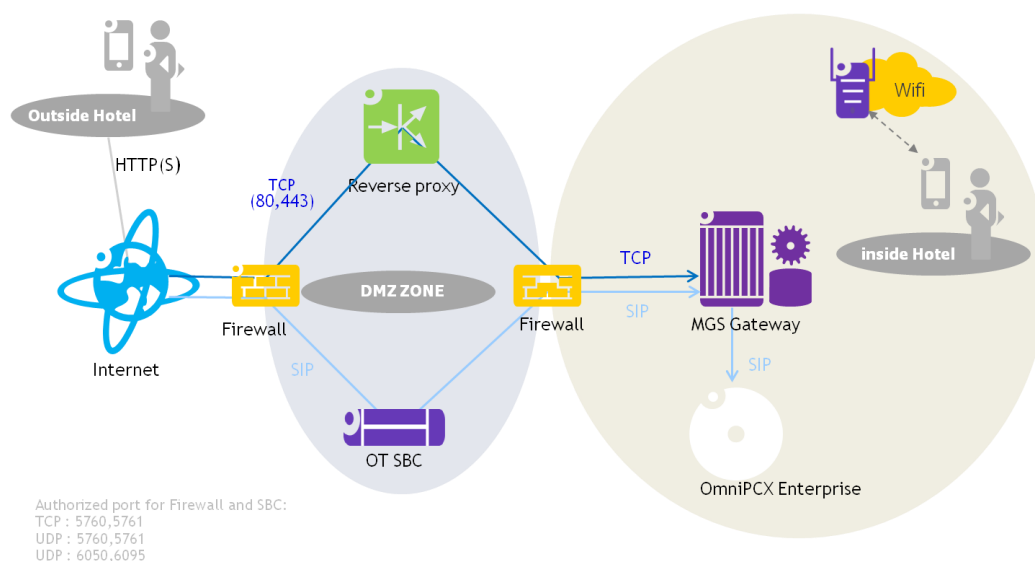 Outside Hotel
HTTP(S)
TCP
(80,443)
Reverse proxy
Wifi
inside Hotel
TCP
SIP
DMZ ZONE
Firewall
Firewall
MGS Gateway
Internet
SIP
SIP
OT SBC
OmniPCX Enterprise
Authorized port for Firewall and SBC:
TCP : 5760,5761
UDP : 5760,5761
UDP : 6050,6095